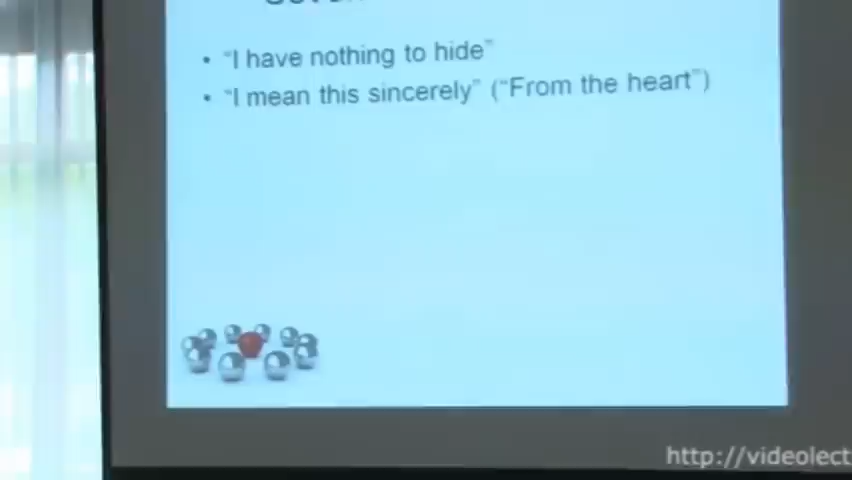 • “I have nothing to hide”
• “I mean this sincerely” (“From the heart”)
http://videolect